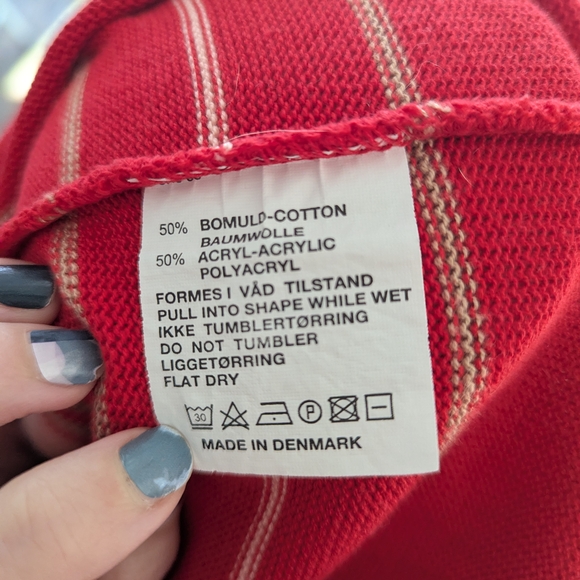 50% BOMULD-COTTON
BAUMWOLLE
50% ACRYL-ACRYLIC
POLYACRYL
FORMES I VÅD TILSTAND
PULL INTO SHAPE WHILE WET
IKKE TUMBLERTØRRING
DO NOT TUMBLER
LIGGETØRRING
FLAT DRY
30 P
MADE IN DENMARK